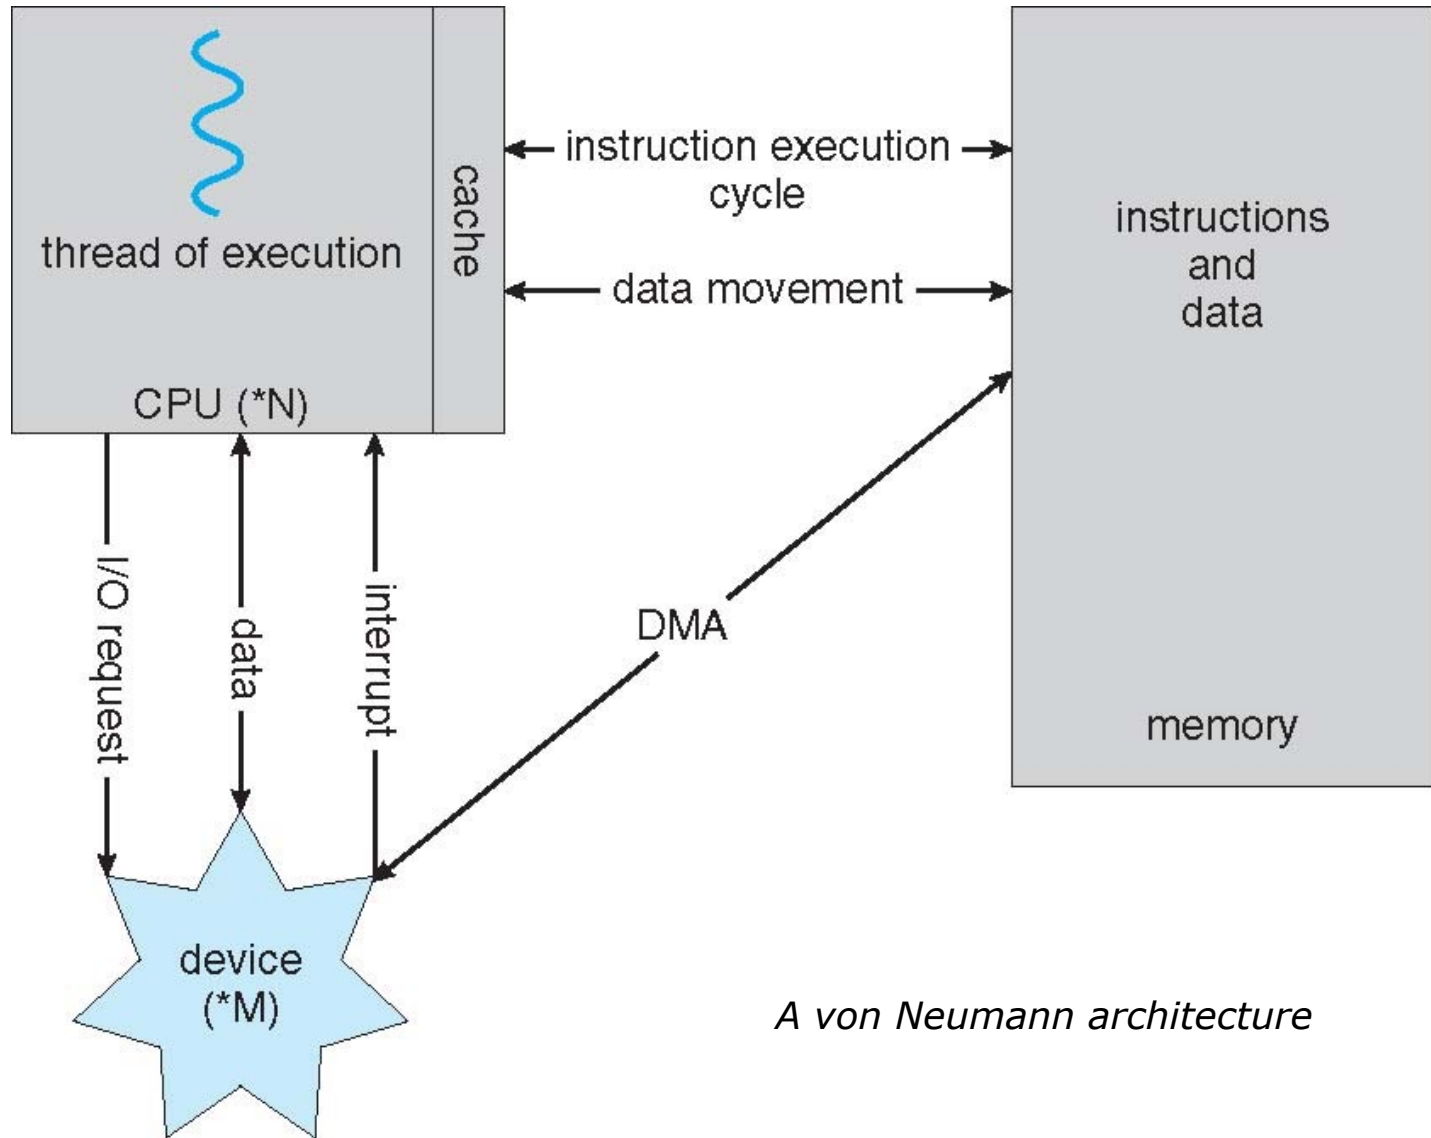 thread of execution
cache
CPU (*N)
instruction execution
cycle
data movement
instructions
and
data
memory
I/O request
data
interrupt
DMA
device
(*M)
A von Neumann architecture